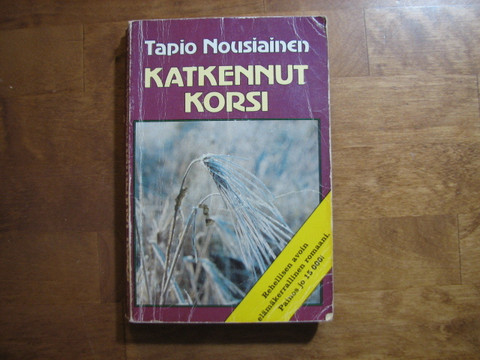 Tapio Nousiainen
KATKENNUT
KORSI
Rehellisen avoin
elämäkerrallinen romaani.
Painos jo 15 000!